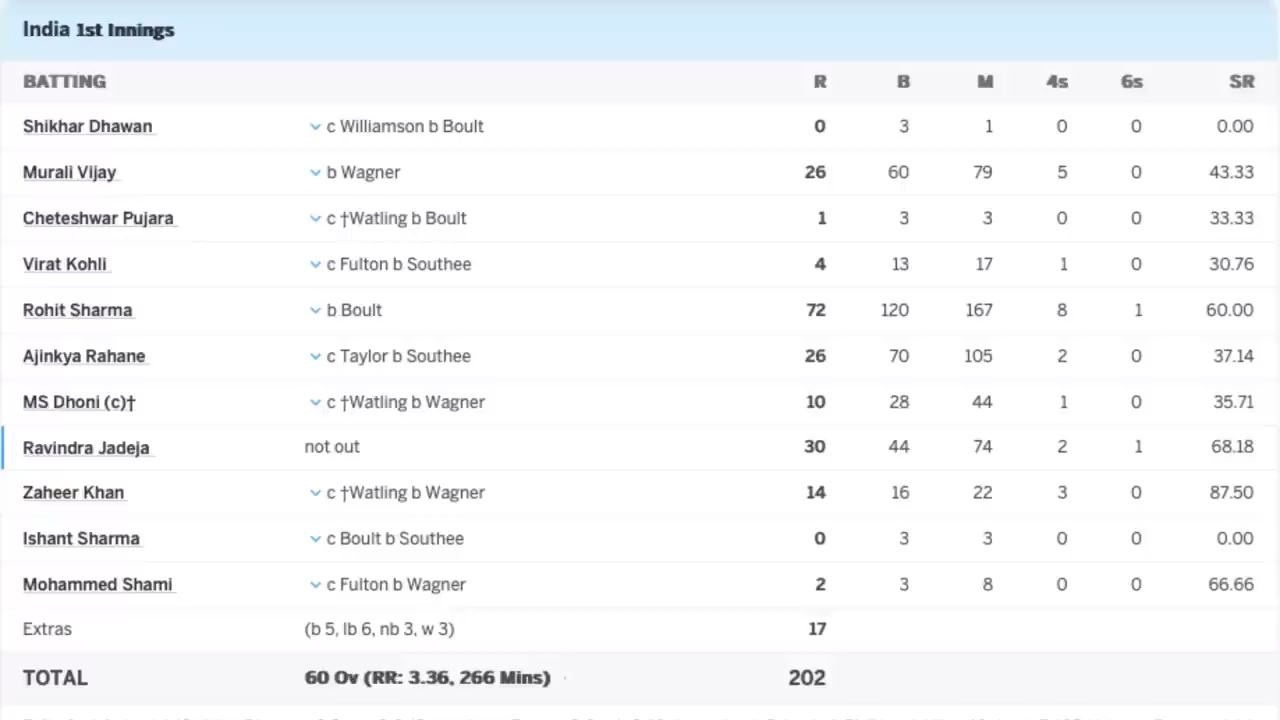 India 1st Innings
BATTING R B M 4s 6s SR
Shikhar Dhawan c Williamson b Boult 0 3 1 0 0 0.00
Murali Vijay b Wagner 26 60 79 5 0 43.33
Cheteshwar Pujara c †Watling b Boult 1 3 3 0 0 33.33
Virat Kohli c Fulton b Southee 4 13 17 1 0 30.76
Rohit Sharma b Boult 72 120 167 8 1 60.00
Ajinkya Rahane c Taylor b Southee 26 70 105 2 0 37.14
MS Dhoni (c)† c †Watling b Wagner 10 28 44 1 0 35.71
Ravindra Jadeja not out 30 44 74 2 1 68.18
Zaheer Khan c †Watling b Wagner 14 16 22 3 0 87.50
Ishant Sharma c Boult b Southee 0 3 3 0 0 0.00
Mohammed Shami c Fulton b Wagner 2 3 8 0 0 66.66
Extras (b 5, lb 6, nb 3, w 3) 17
TOTAL 60 Ov (RR: 3.36, 266 Mins) 202